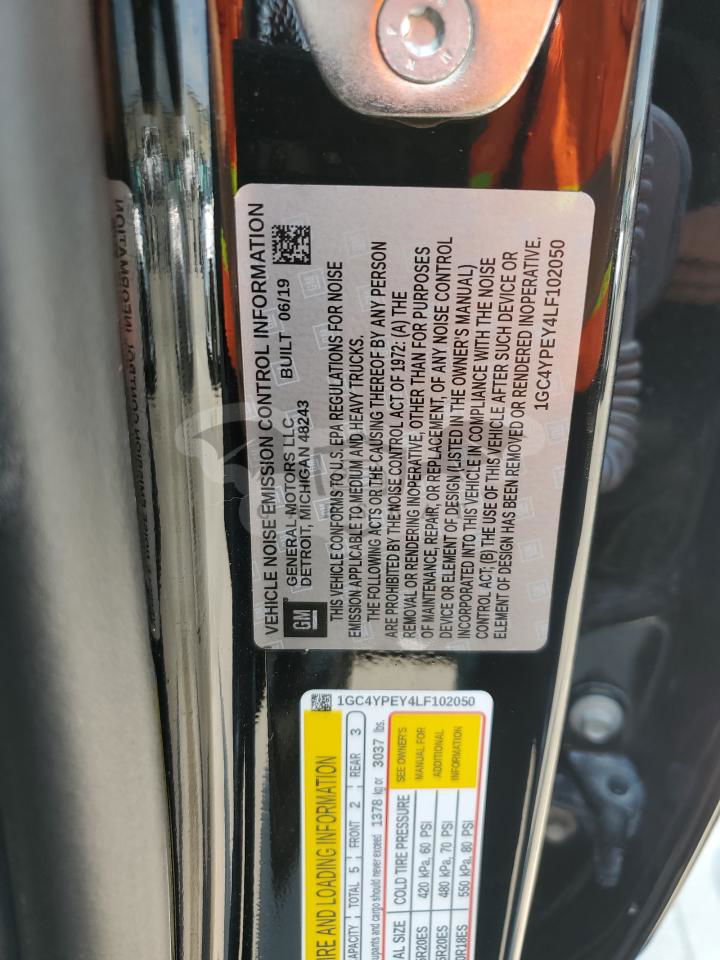 VEHICLE NOISE EMISSION CONTROL INFORMATION
GM
GENERAL MOTORS LLC
DETROIT, MICHIGAN 48243
BUILT 06/19
THIS VEHICLE CONFORMS TO U.S. EPA REGULATIONS FOR NOISE
EMISSION APPLICABLE TO MEDIUM AND HEAVY TRUCKS.
THE FOLLOWING ACTS OR THE CAUSING THEREOF BY ANY PERSON
ARE PROHIBITED BY THE NOISE CONTROL ACT OF 1972: (A) THE
REMOVAL OR RENDERING INOPERATIVE, OTHER THAN FOR PURPOSES
OF MAINTENANCE, REPAIR, OR REPLACEMENT, OF ANY NOISE CONTROL
DEVICE OR ELEMENT OF DESIGN (LISTED IN THE OWNER'S MANUAL)
INCORPORATED INTO THIS VEHICLE IN COMPLIANCE WITH THE NOISE
CONTROL ACT; (B) THE USE OF THIS VEHICLE AFTER SUCH DEVICE OR
ELEMENT OF DESIGN HAS BEEN REMOVED OR RENDERED INOPERATIVE.
1GC4YPEY4LF102050
1GC4YPEY4LF102050
AND LOADING INFORMATION
TOTAL 5 FRONT 2 REAR 3
and cargo should never exceed 1378 kg or 3037 lbs.
SIZE COLD TIRE PRESSURE SEE OWNER'S
MANUAL FOR
ADDITIONAL
INFORMATION
420 kPa, 60 PSI
480 kPa, 70 PSI
550 kPa, 80 PSI